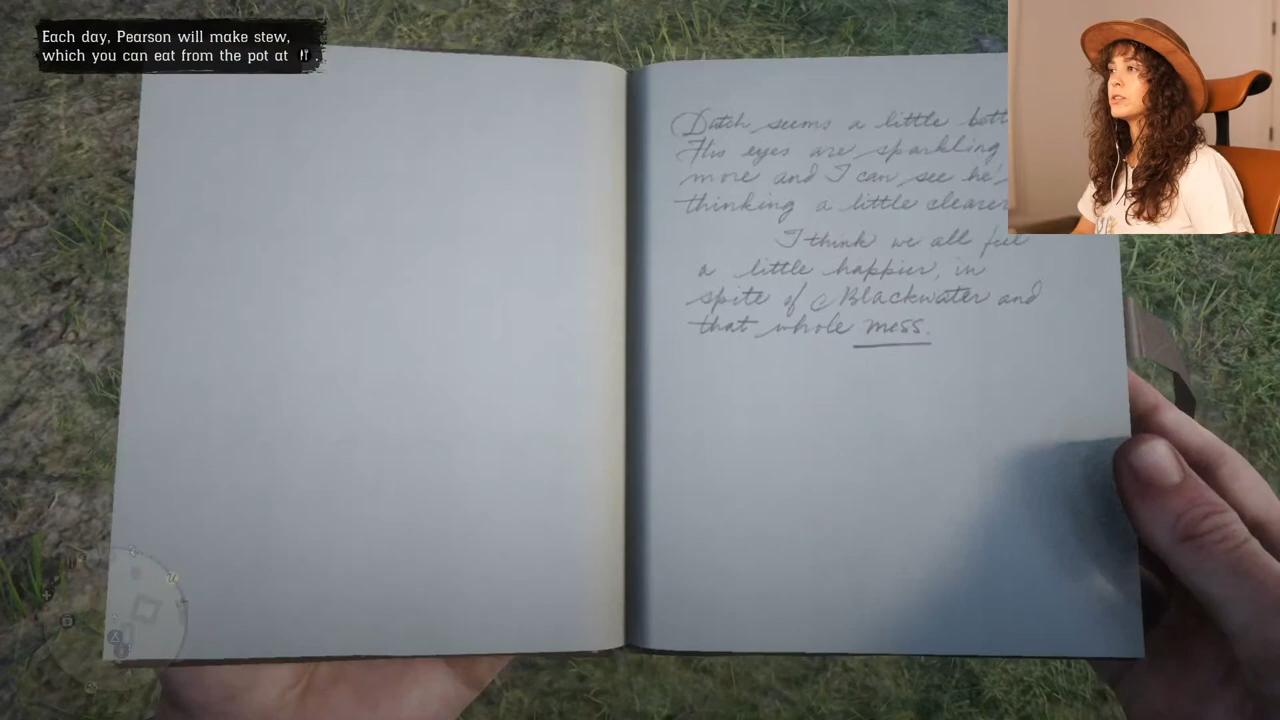 Each day, Pearson will make stew,
which you can eat from the pot at .
Dutch seems a little
His eyes are sparkling
more and I can see he's
thinking a little clearer
I think we all feel
a little happier, in
spite of Blackwater and
that whole mess.